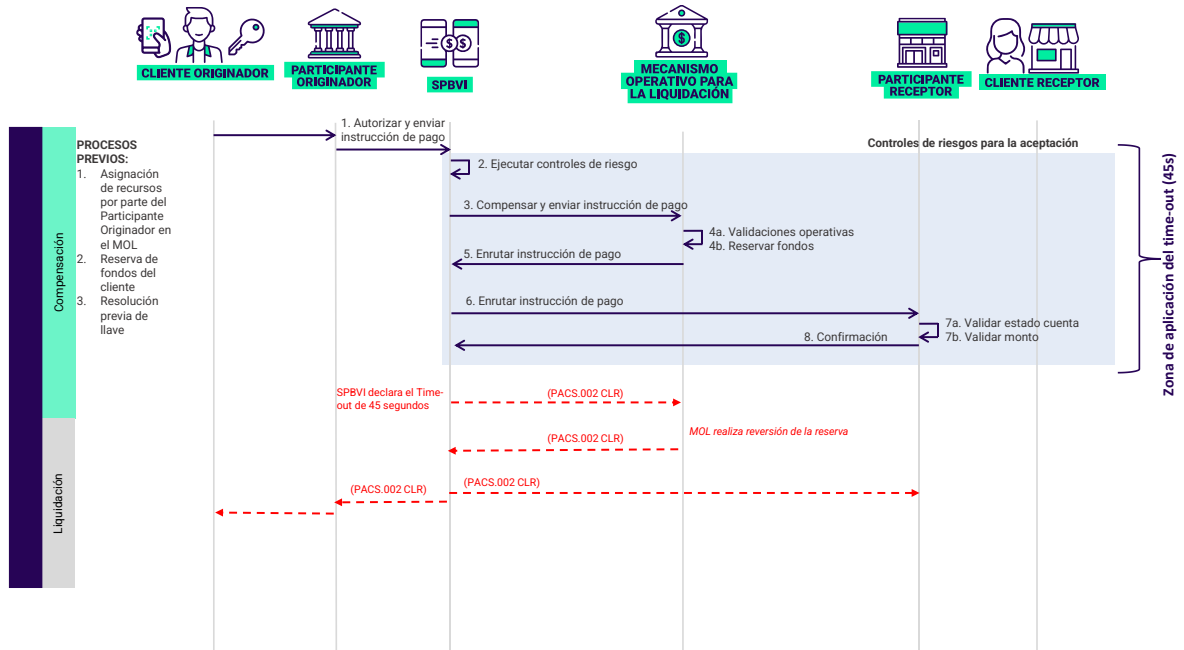 CLIENTE ORIGINADOR
PARTICIPANTE
ORIGINADOR
SPBVI
MECANISMO
OPERATIVO PARA
LA LIQUIDACIÓN
PARTICIPANTE
RECEPTOR
CLIENTE RECEPTOR
Compensación
Liquidación
PROCESOS
PREVIOS:
1. Asignación
de recursos
por parte del
Participante
Originador en
el MOL
2. Reserva de
fondos del
cliente
3. Resolución
previa de
llave
1. Autorizar y enviar
instrucción de pago
Controles de riesgos para la aceptación
2. Ejecutar controles de riesgo
3. Compensar y enviar instrucción de pago
4a. Validaciones operativas
4b. Reservar fondos
5. Enrutar instrucción de pago
6. Enrutar instrucción de pago
7a. Validar estado cuenta
7b. Validar monto
8. Confirmación
Zona de aplicación del time-out (45s)
SPBVI declara el Time-
out de 45 segundos
(PACS.002 CLR)
MOL realiza reversión de la reserva
(PACS.002 CLR)
(PACS.002 CLR)
(PACS.002 CLR)